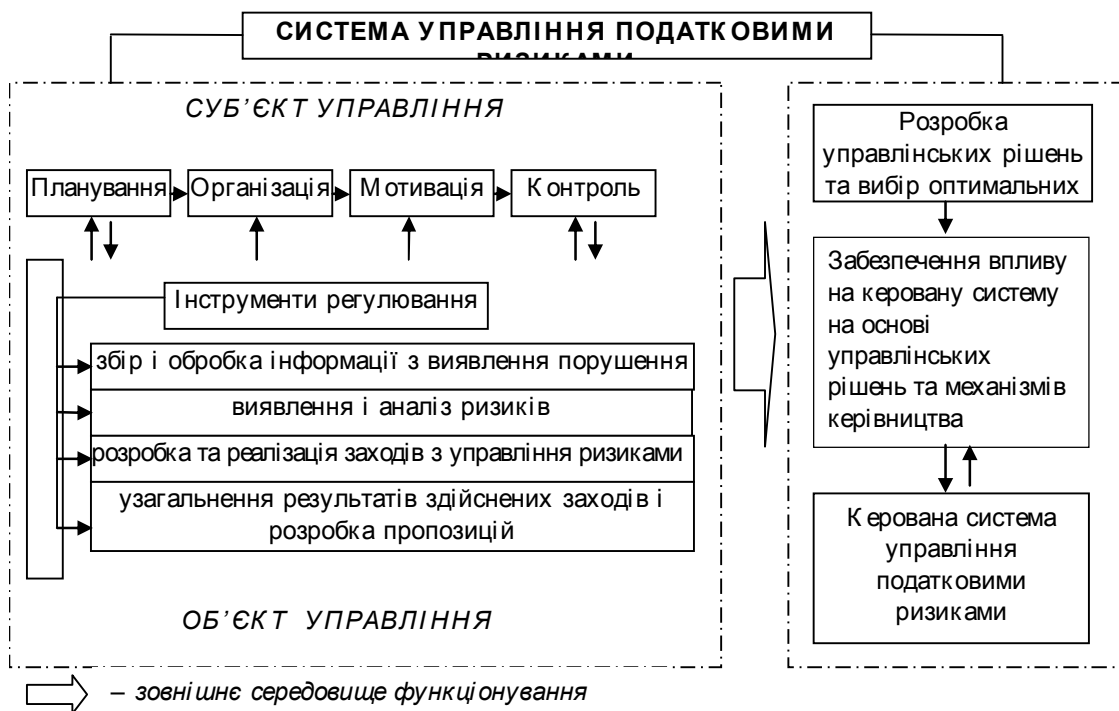 СИСТЕМА УПРАВЛІННЯ ПОДАТКОВИМИ
РИЗИКАМИ
СУБ’ЄКТ УПРАВЛІННЯ
Планування
Організація
Мотивація
Контроль
Інструменти регулювання
збір і обробка інформації з виявлення порушення
виявлення і аналіз ризиків
розробка та реалізація заходів з управління ризиками
узагальнення результатів здійснених заходів і
розробка пропозицій
ОБ’ЄКТ УПРАВЛІННЯ
Розробка
управлінських рішень
та вибір оптимальних
Забезпечення впливу
на керовану систему
на основі
управлінських
рішень та механізмів
керівництва
Керована система
управління
податковими
ризиками
– зовнішнє середовище функціонування